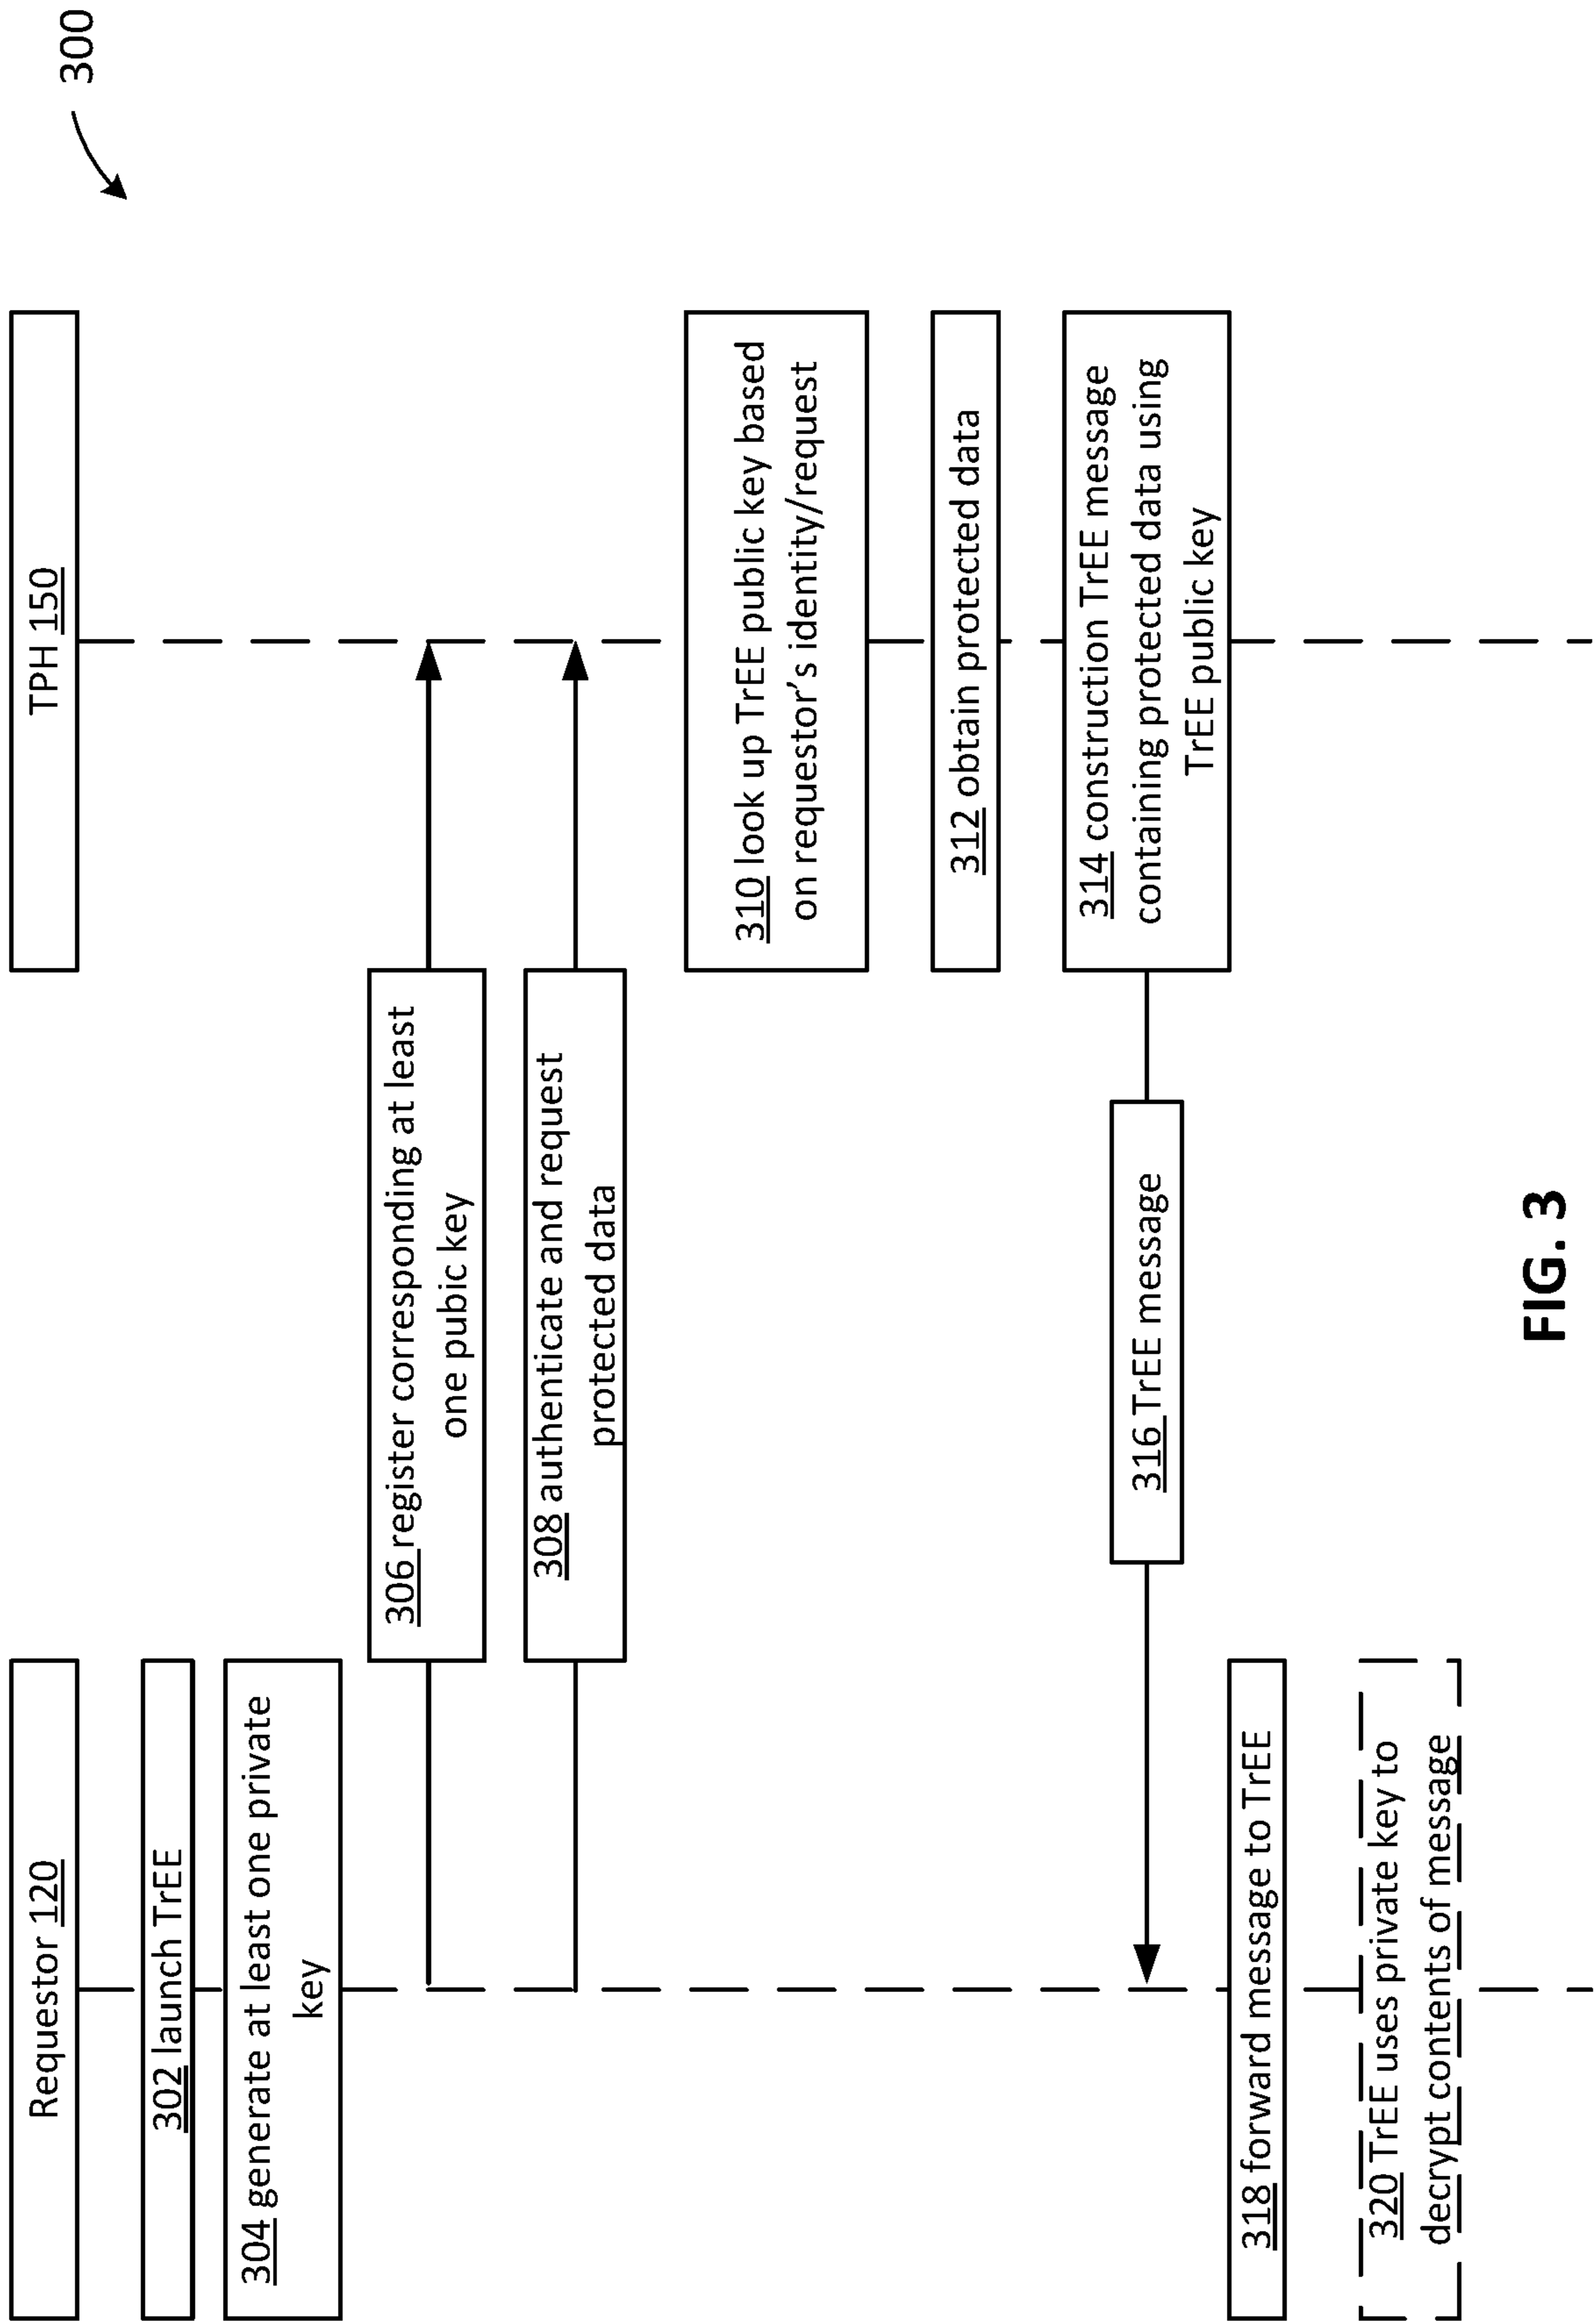 300
Requestor 120
TPH 150
302 launch TrEE
304 generate at least one private
key
306 register corresponding at least
one pubic key
308 authenticate and request
protected data
310 look up TrEE public key based
on requestor's identity/request
312 obtain protected data
314 construction TrEE message
containing protected data using
TrEE public key
316 TrEE message
318 forward message to TrEE
320 TrEE uses private key to
decrypt contents of message
FIG. 3